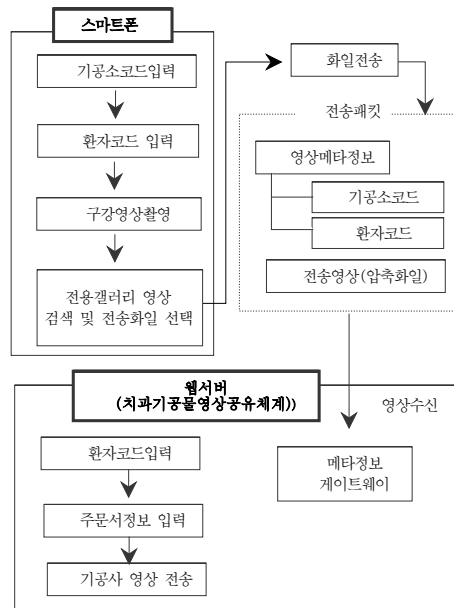 스마트폰
기공소코드입력
환자코드 입력
구강영상촬영
전용갤러리 영상
검색 및 전송화일 선택
화일전송
전송패킷
영상메타정보
기공소코드
환자코드
전송영상(압축화일)
웹서버
(치과기공물영상공유체계))
영상수신
환자코드입력
주문서정보 입력
기공사 영상 전송
메타정보
게이트웨이